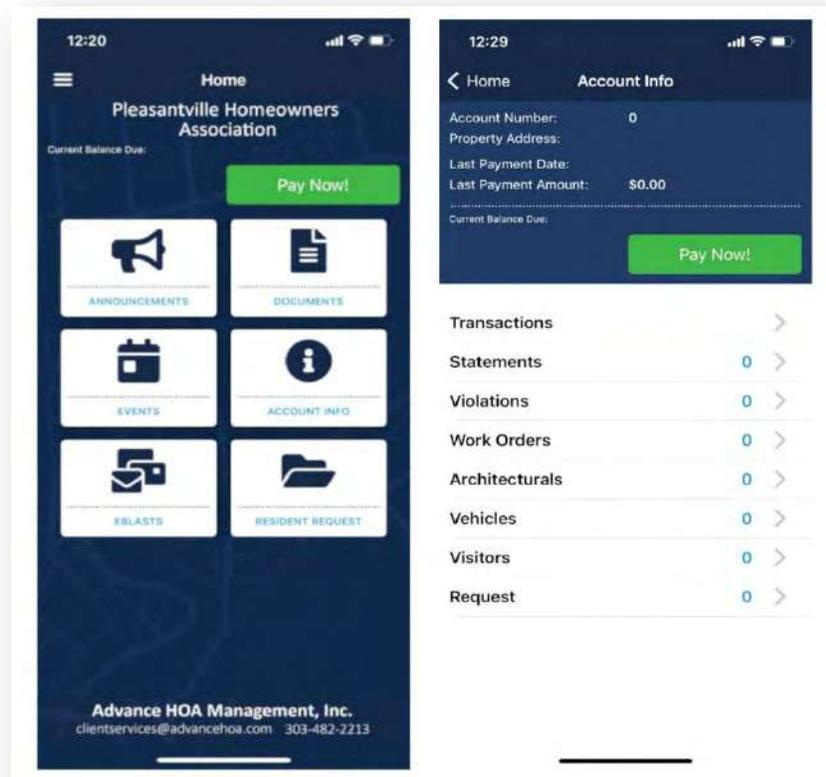 12:20
Home
Pleasantville Homeowners
Association
Current Balance Due:
Pay Now!
ANNOUNCEMENTS
DOCUMENTS
EVENTS
ACCOUNT INFO
EBLASTS
RESIDENT REQUEST
Advance HOA Management, Inc.
clientservices@advancehoa.com 303-482-2213
12:29
Home Account Info
Account Number: 0
Property Address:
Last Payment Date:
Last Payment Amount: $0.00
Current Balance Due:
Pay Now!
Transactions
Statements 0
Violations 0
Work Orders 0
Architecturals 0
Vehicles 0
Visitors 0
Request 0